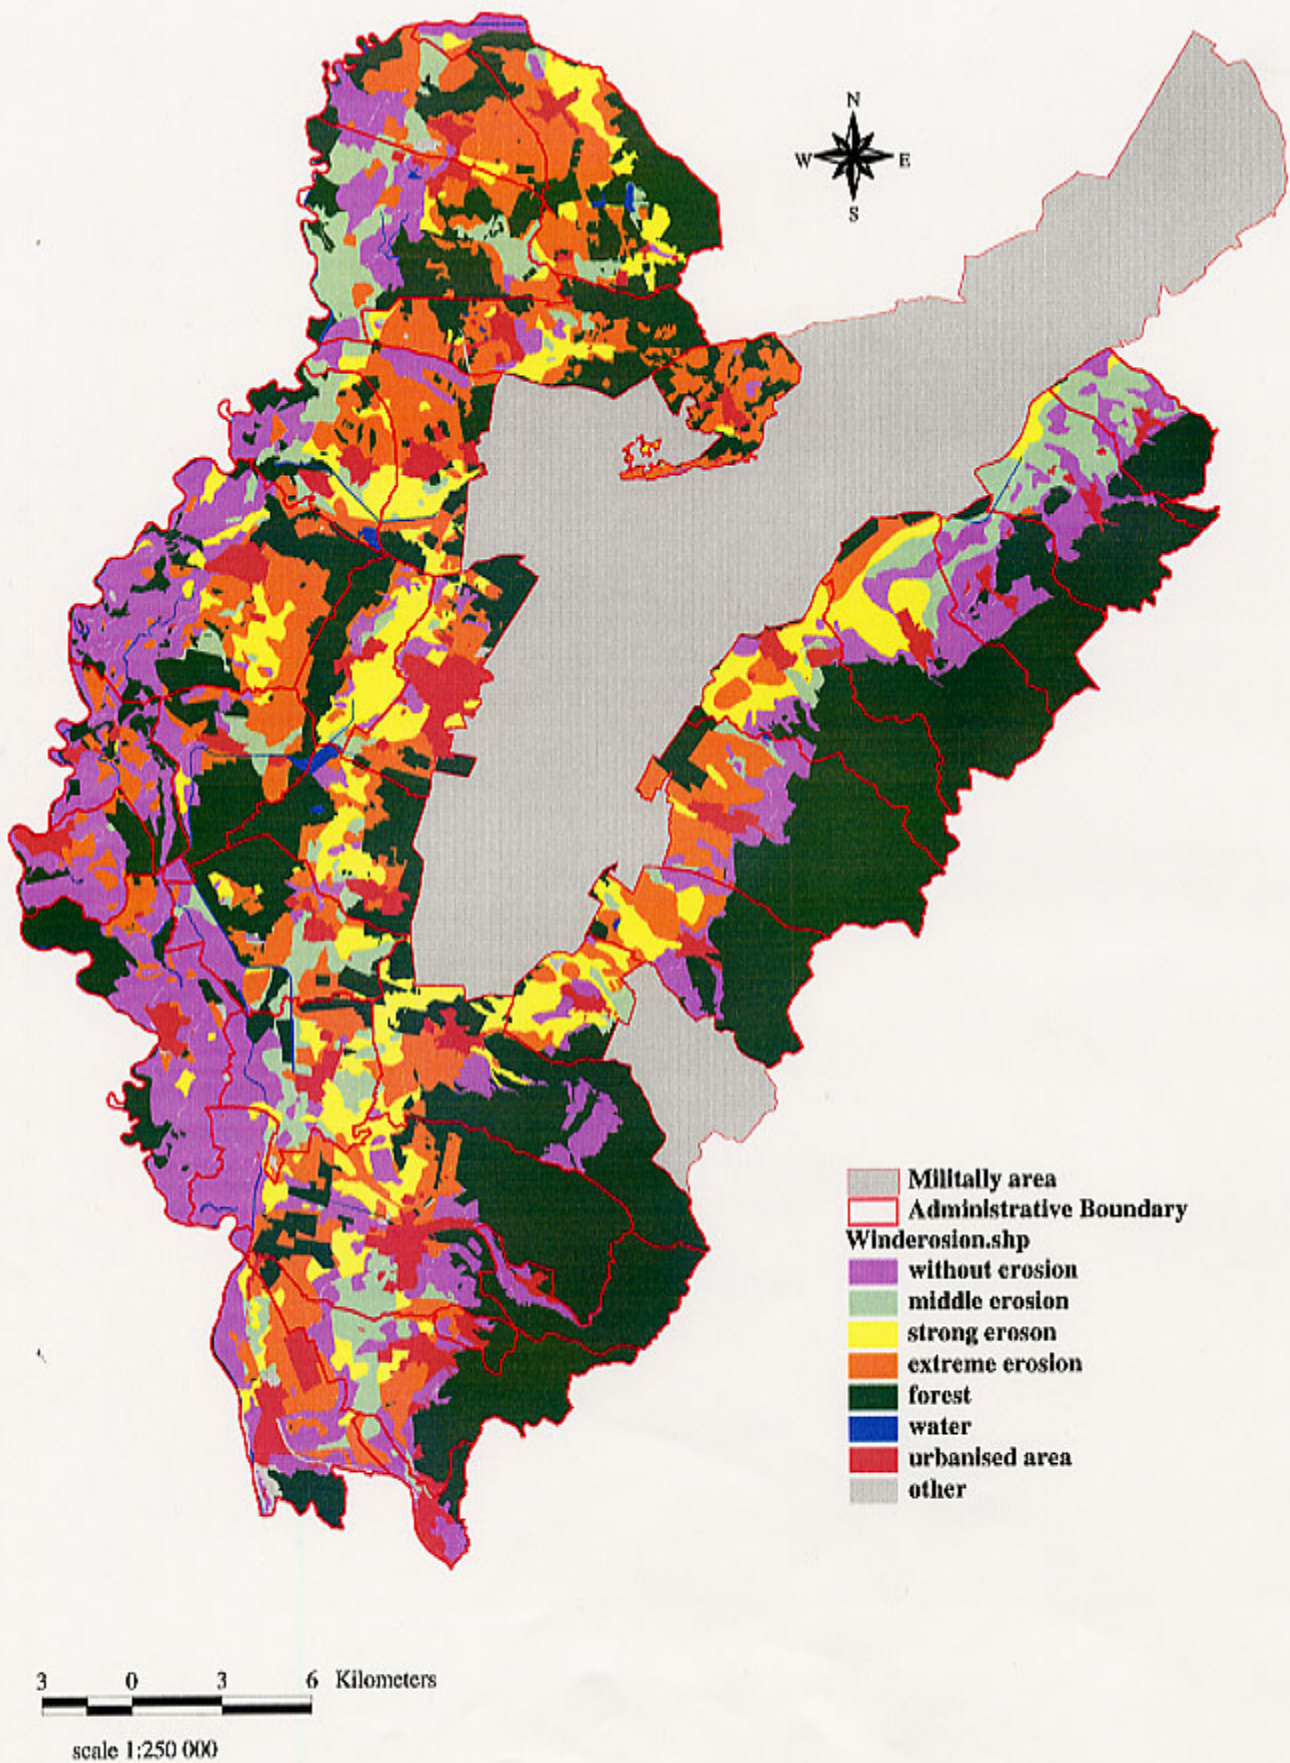 N
W E
S
Militally area
Administrative Boundary
Winderosion.shp
without erosion
middle erosion
strong eroson
extreme erosion
forest
water
urbanised area
other
3 0 3 6 Kilometers
scale 1:250 000